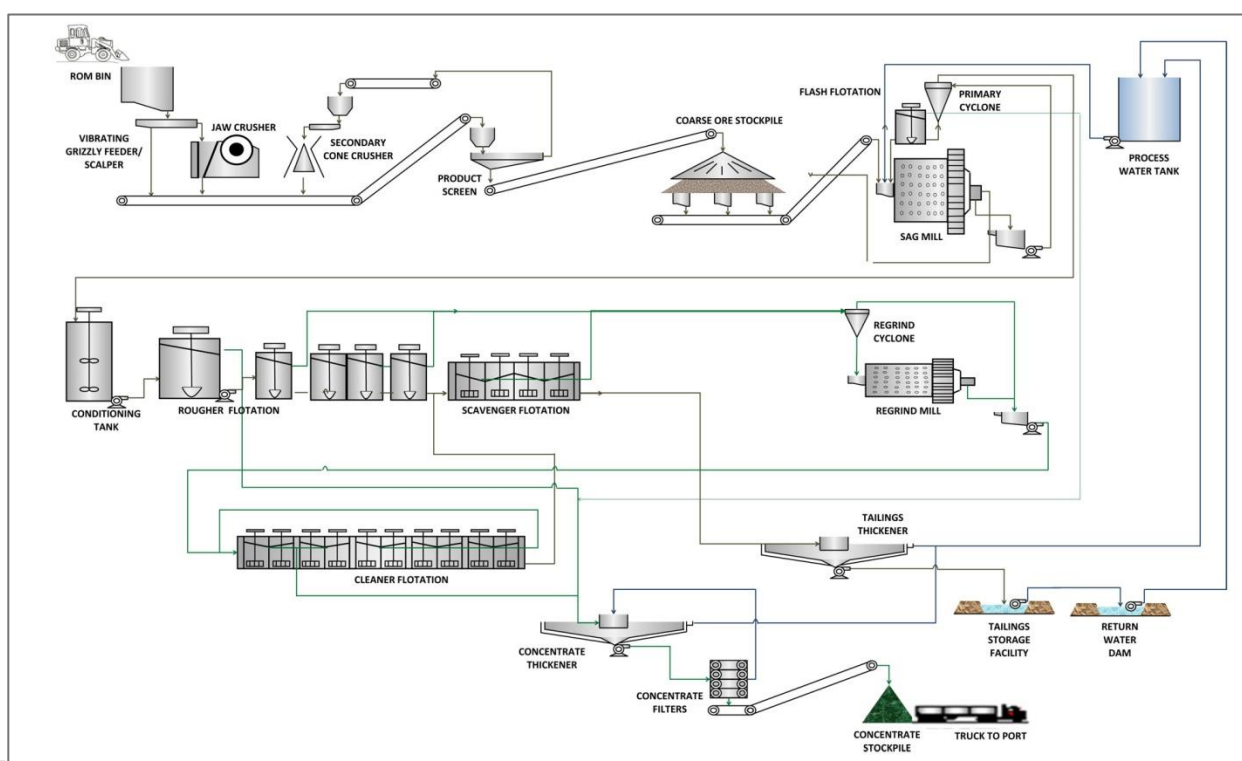 ROM BIN
VIBRATING
GRIZZLY FEEDER/
SCALPER
JAW CRUSHER
SECONDARY
CONE CRUSHER
PRODUCT
SCREEN
COARSE ORE STOCKPILE
FLASH FLOTATION
PRIMARY
CYCLONE
SAG MILL
PROCESS
WATER TANK
CONDITIONING
TANK
ROUGHER FLOTATION
SCAVENGER FLOTATION
REGRIND
CYCLONE
REGRIND MILL
CLEANER FLOTATION
TAILINGS
THICKENER
CONCENTRATE
THICKENER
CONCENTRATE
FILTERS
TAILINGS
STORAGE
FACILITY
RETURN
WATER
DAM
CONCENTRATE
STOCKPILE
TRUCK TO PORT